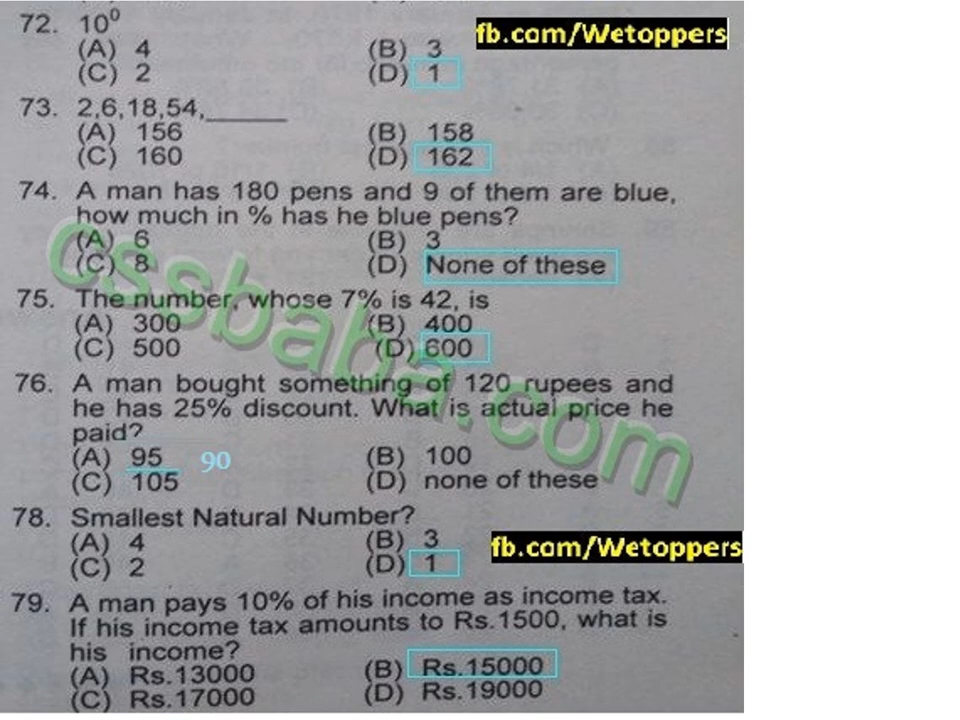 72. 10⁰
fb.com/Wetoppers
(A) 4 (B) 3
(C) 2 (D) 1
73. 2,6,18,54,______
(A) 156 (B) 158
(C) 160 (D) 162
74. A man has 180 pens and 9 of them are blue,
how much in % has he blue pens?
(A) 6 (B) 3
(C) 8 (D) None of these
75. The number, whose 7% is 42, is
(A) 300 (B) 400
(C) 500 (D) 600
cssbaba.com
76. A man bought something of 120 rupees and
he has 25% discount. What is actual price he
paid?
(A) 95 90 (B) 100
(C) 105 (D) none of these
78. Smallest Natural Number?
(A) 4 (B) 3
fb.com/Wetoppers
(C) 2 (D) 1
79. A man pays 10% of his income as income tax.
If his income tax amounts to Rs.1500, what is
his income?
(A) Rs.13000 (B) Rs.15000
(C) Rs.17000 (D) Rs.19000